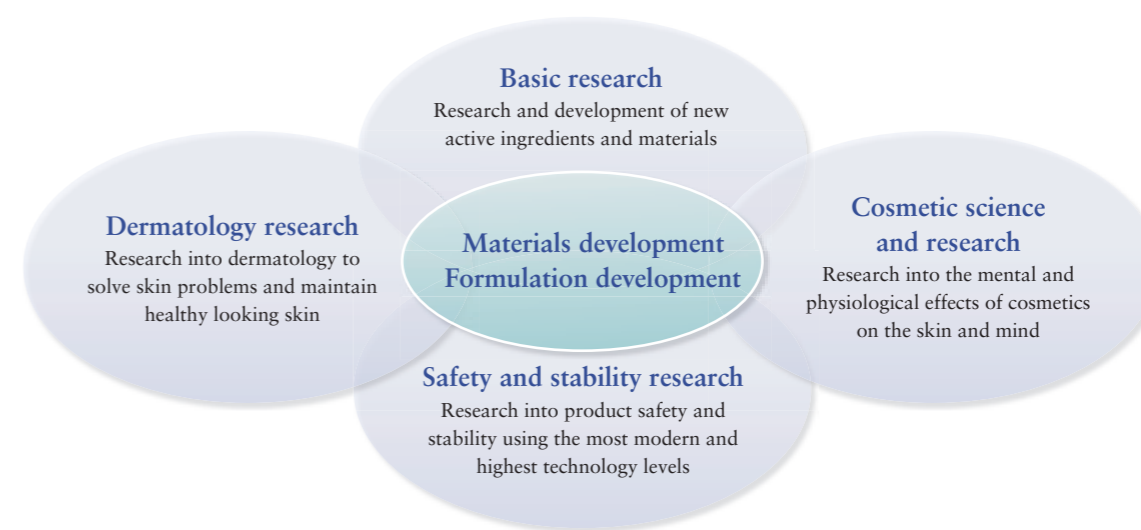 Basic research
Research and development of new
active ingredients and materials
Dermatology research
Research into dermatology to
solve skin problems and maintain
healthy looking skin
Materials development
Formulation development
Cosmetic science
and research
Research into the mental and
physiological effects of cosmetics
on the skin and mind
Safety and stability research
Research into product safety and
stability using the most modern and
highest technology levels